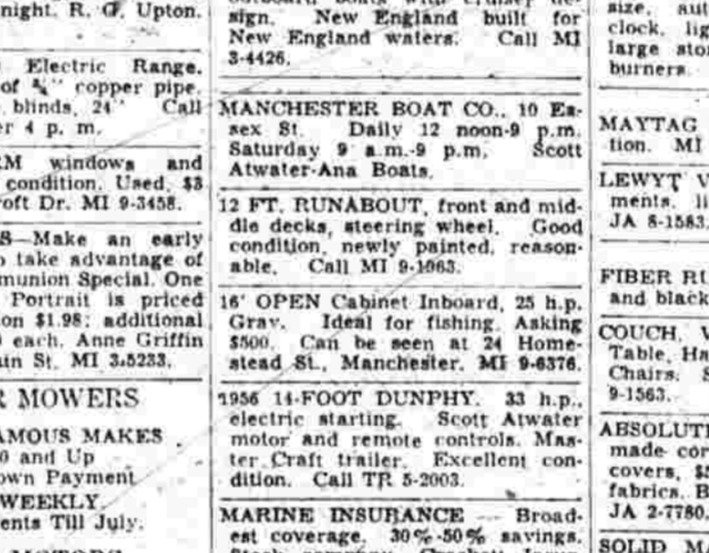 night. R. G. Upton.
Electric Range.
of ¾" copper pipe.
blinds, 24" Call
er 4 p. m.
RM windows and
condition. Used, $3
roft Dr. MI 9-3458.
S—Make an early
o take advantage of
munion Special. One
Portrait is priced
on $1.98; additional
each. Anne Griffin
in St. MI 3-5233.
R MOWERS
AMOUS MAKES
0 and Up
own Payment
WEEKLY
ents Till July.
sign. New England built for
New England waters. Call MI
3-4426.
MANCHESTER BOAT CO., 10 Es-
sex St. Daily 12 noon-9 p.m.
Saturday 9 a.m.-9 p.m. Scott
Atwater-Ana Boats.
12 FT. RUNABOUT, front and mid-
dle decks, steering wheel. Good
condition, newly painted, reason-
able. Call MI 9-1063.
16' OPEN Cabinet Inboard, 25 h.p.
Grav. Ideal for fishing. Asking
$500. Can be seen at 24 Home-
stead St., Manchester. MI 9-6376.
1956 14-FOOT DUNPHY. 33 h.p.,
electric starting. Scott Atwater
motor and remote controls. Mas-
ter Craft trailer. Excellent con-
dition. Call TR 5-2003.
MARINE INSURANCE — Broad-
est coverage. 30%-50% savings.
size, aut
clock, lig
large sto
burners.
MAYTAG
tion. MI
LEWYT V
ments, li
JA 8-1583.
FIBER RU
and black
COUCH, V
Table, Ha
Chairs. S
9-1563.
ABSOLUT
made cor
covers, $5
fabrics. B
JA 2-7780.
SOLID M